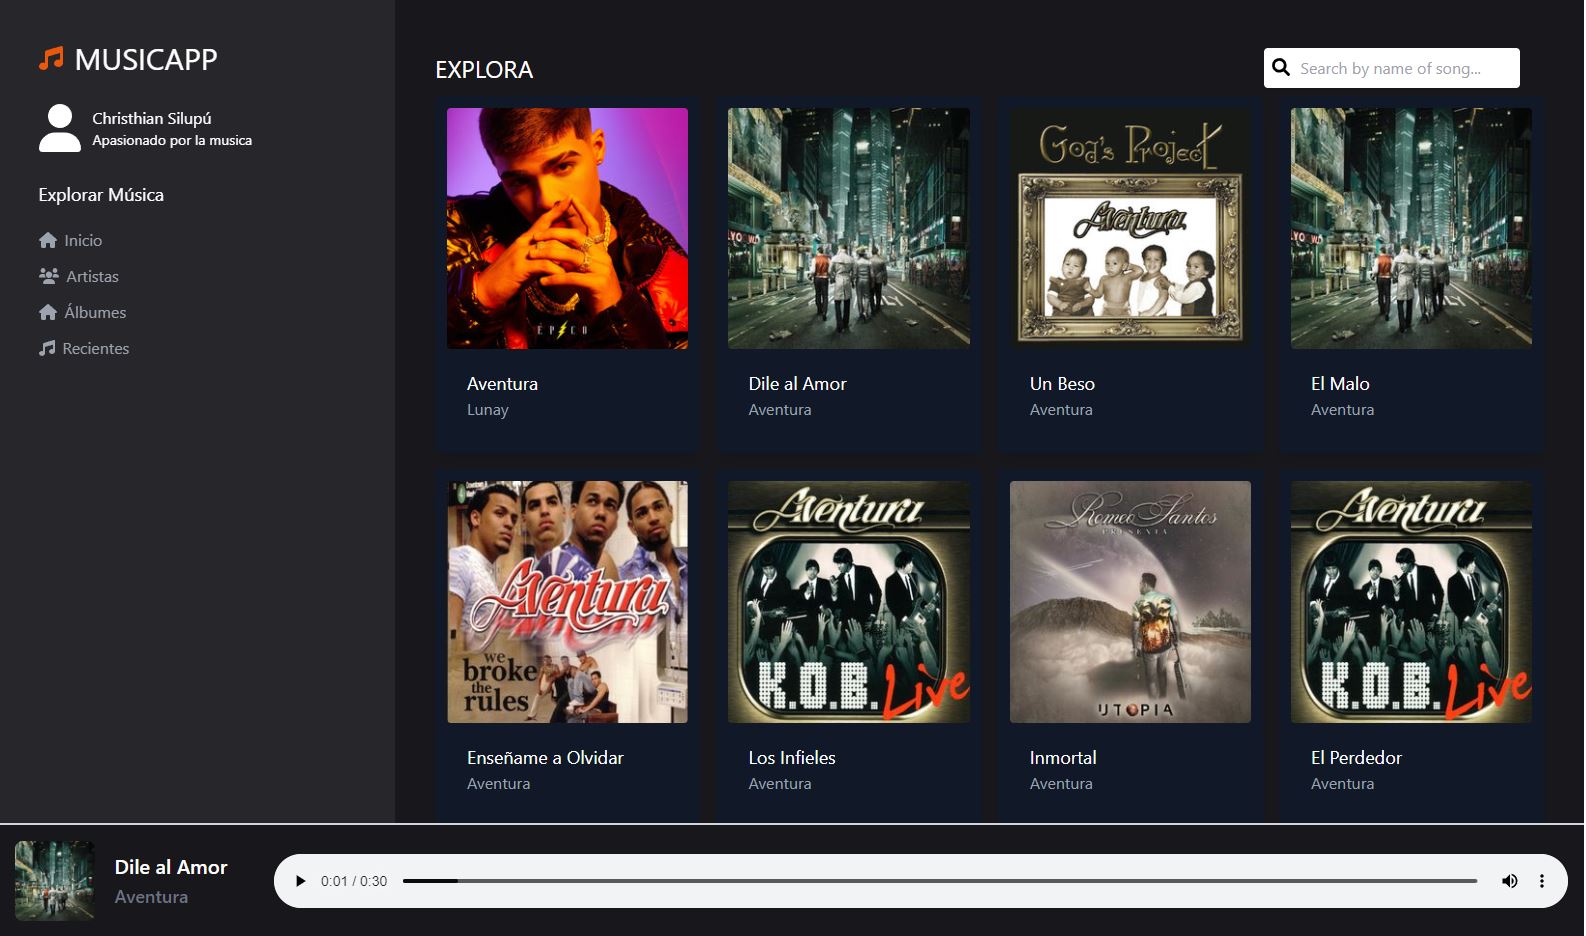 MUSICAPP
Christhian Silupú
Apasionado por la musica
Explorar Música
Inicio
Artistas
Álbumes
Recientes
EXPLORA
Search by name of song...
ÉPICO
Aventura
Lunay
Dile al Amor
Aventura
God's Project
Aventura
Un Beso
Aventura
El Malo
Aventura
Aventura
we
broke
the
rules
Enseñame a Olvidar
Aventura
Aventura
K.O.B. Live
Los Infieles
Aventura
Romeo Santos
PRESENTA
UTOPIA
Inmortal
Aventura
Aventura
K.O.B. Live
El Perdedor
Aventura
Dile al Amor
Aventura
0:01 / 0:30